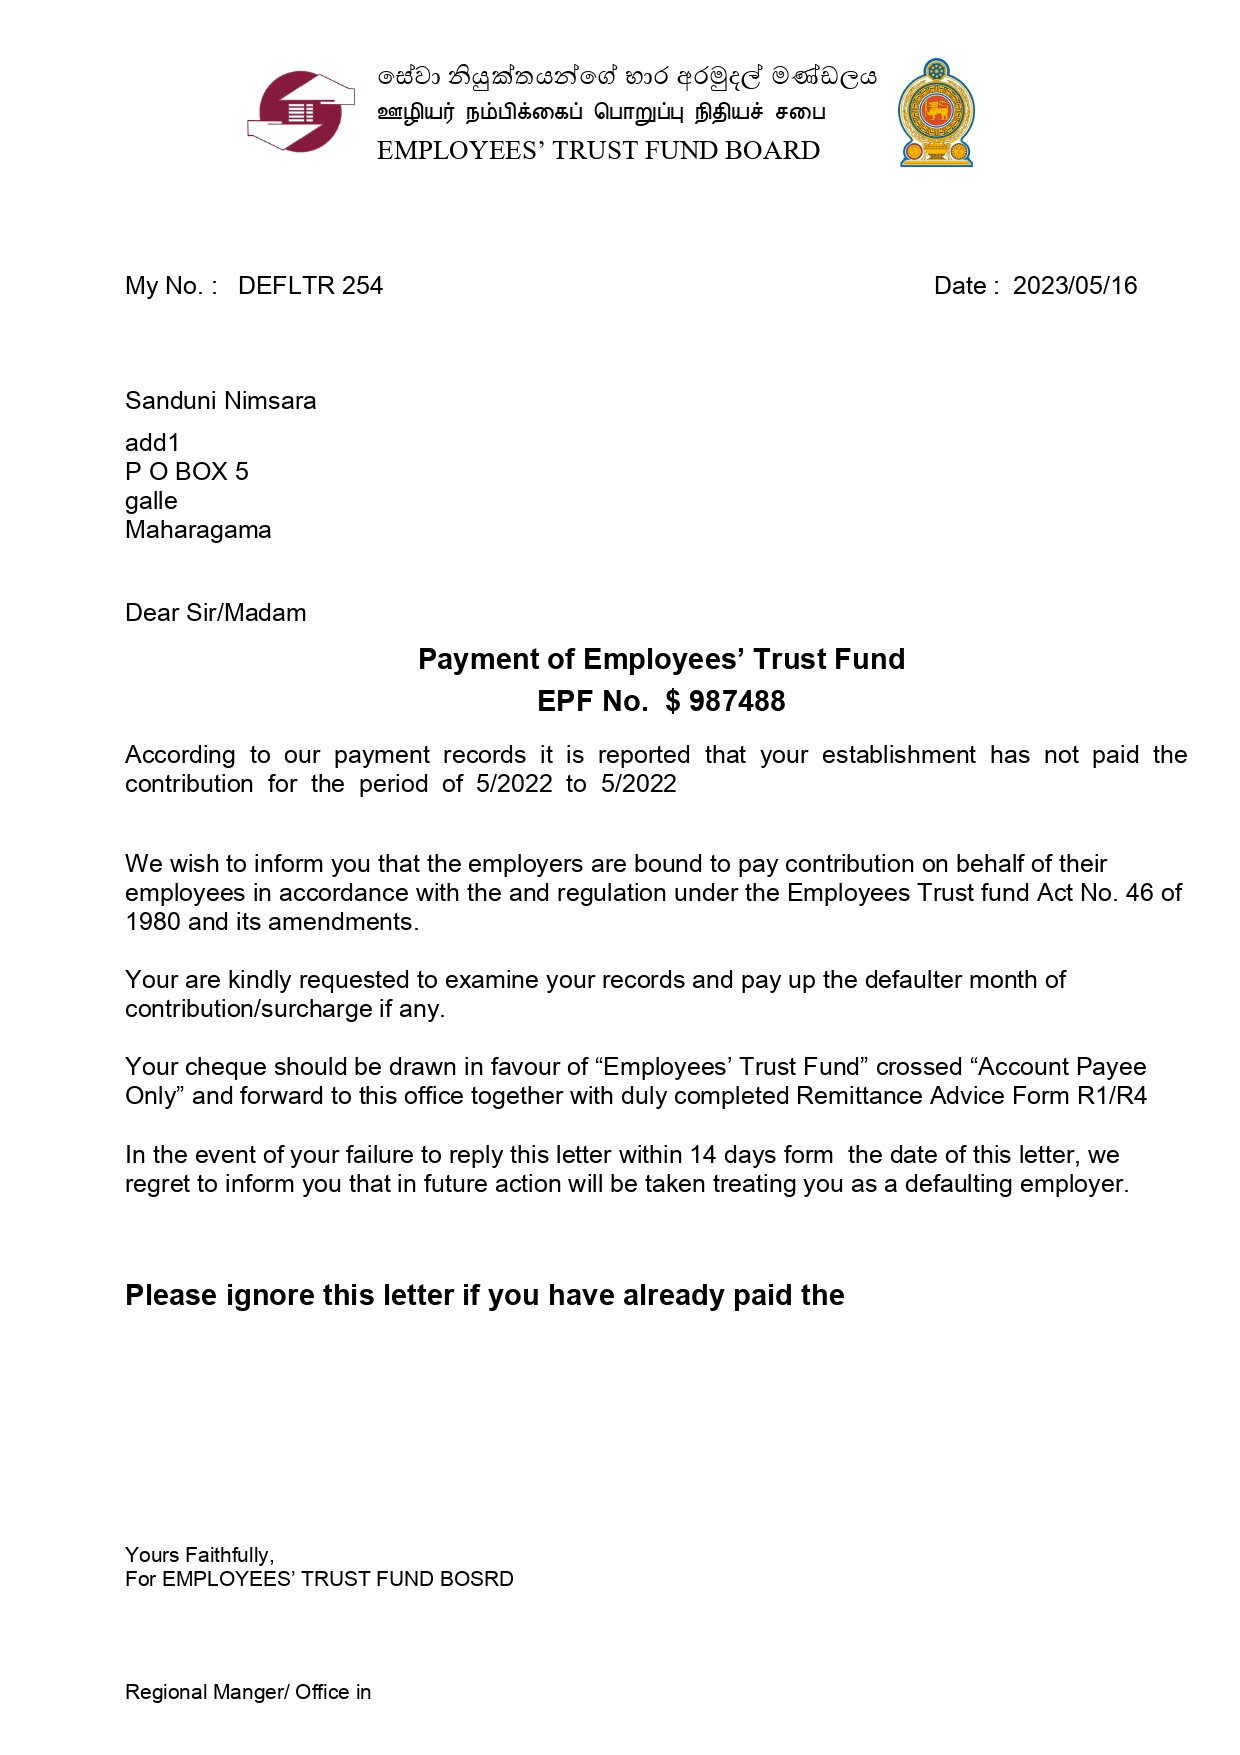 සේවා නියුක්තයන්ගේ භාර අරමුදල් මණ්ඩලය
ஊழியர் நம்பிக்கைப் பொறுப்பு நிதியச் சபை
EMPLOYEES’ TRUST FUND BOARD
My No. : DEFLTR 254 Date : 2023/05/16
Sanduni Nimsara
add1
P O BOX 5
galle
Maharagama
Dear Sir/Madam
Payment of Employees’ Trust Fund
EPF No. $ 987488
According to our payment records it is reported that your establishment has not paid the
contribution for the period of 5/2022 to 5/2022
We wish to inform you that the employers are bound to pay contribution on behalf of their
employees in accordance with the and regulation under the Employees Trust fund Act No. 46 of
1980 and its amendments.
Your are kindly requested to examine your records and pay up the defaulter month of
contribution/surcharge if any.
Your cheque should be drawn in favour of “Employees’ Trust Fund” crossed “Account Payee
Only” and forward to this office together with duly completed Remittance Advice Form R1/R4
In the event of your failure to reply this letter within 14 days form the date of this letter, we
regret to inform you that in future action will be taken treating you as a defaulting employer.
Please ignore this letter if you have already paid the
Yours Faithfully,
For EMPLOYEES’ TRUST FUND BOSRD
Regional Manger/ Office in